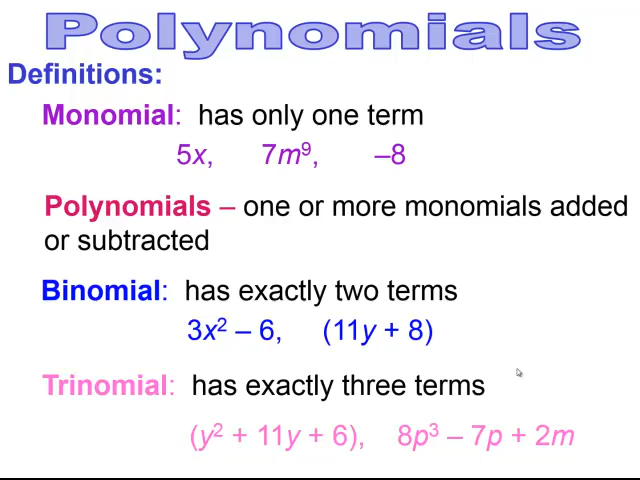 Polynomials
Definitions:
Monomial: has only one term
5x, 7m⁹, –8
Polynomials – one or more monomials added
or subtracted
Binomial: has exactly two terms
3x² – 6, (11y + 8)
Trinomial: has exactly three terms
(y² + 11y + 6), 8p³ – 7p + 2m